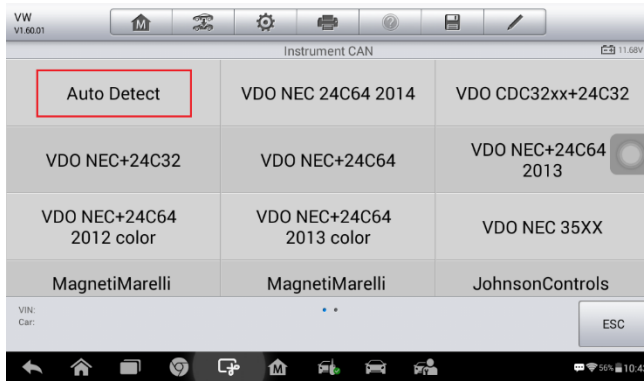 VW
V1.60.01
Instrument CAN
11.68V
Auto Detect
VDO NEC 24C64 2014
VDO CDC32xx+24C32
VDO NEC+24C32
VDO NEC+24C64
VDO NEC+24C64
2013
VDO NEC+24C64
2012 color
VDO NEC+24C64
2013 color
VDO NEC 35XX
MagnetiMarelli
MagnetiMarelli
JohnsonControls
VIN:
Car:
ESC
56%